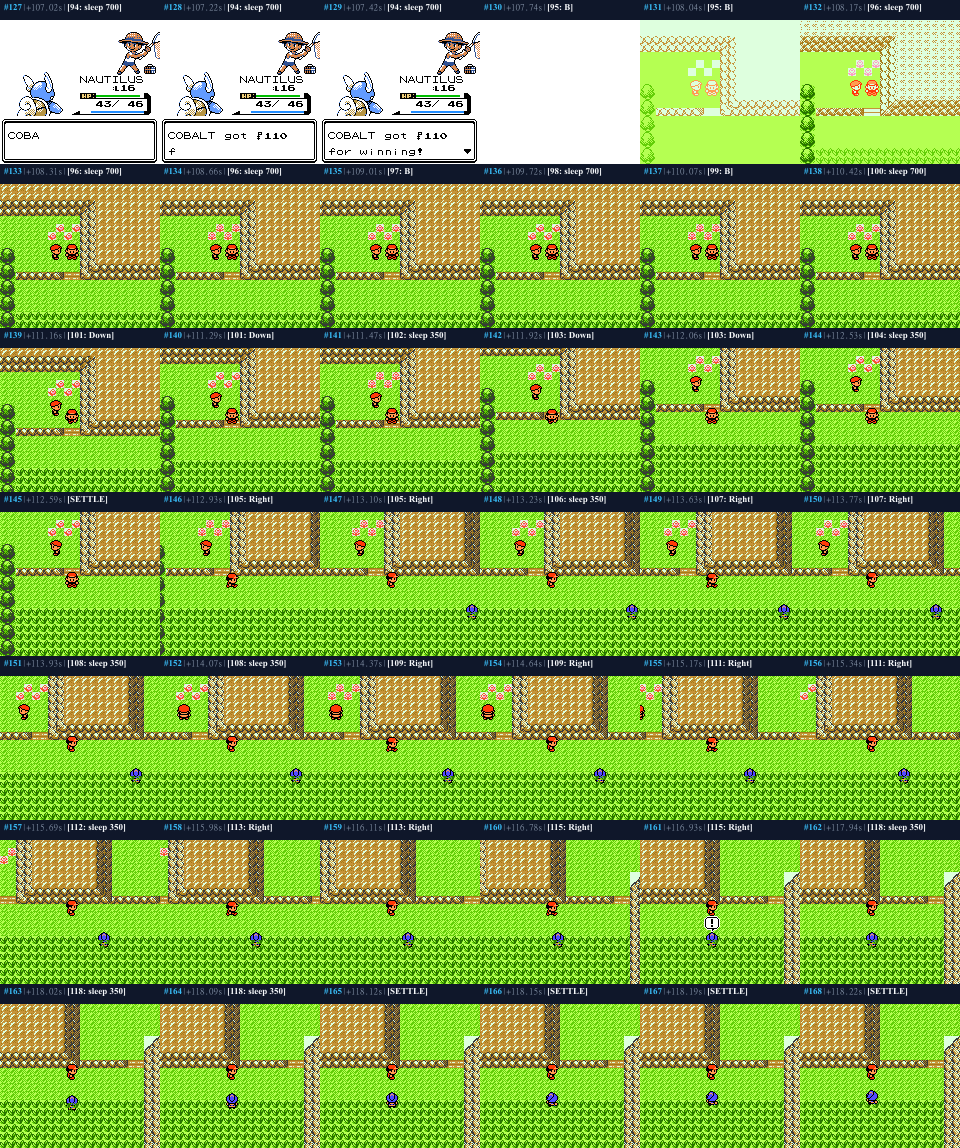 #127|+107.02s| [94: sleep 700]
#128|+107.22s| [94: sleep 700]
#129|+107.42s| [94: sleep 700]
#130|+107.74s| [95: B]
#131|+108.04s| [95: B]
#132|+108.17s| [96: sleep 700]
NAUTILUS
:L16
HP:
43/ 46
COBA
NAUTILUS
:L16
HP:
43/ 46
COBALT got ₽110
f
NAUTILUS
:L16
HP:
43/ 46
COBALT got ₽110
for winning!
#133|+108.31s| [96: sleep 700]
#134|+108.66s| [96: sleep 700]
#135|+109.01s| [97: B]
#136|+109.72s| [98: sleep 700]
#137|+110.07s| [99: B]
#138|+110.42s| [100: sleep 700]
#139|+111.16s| [101: Down]
#140|+111.29s| [101: Down]
#141|+111.47s| [102: sleep 350]
#142|+111.92s| [103: Down]
#143|+112.06s| [103: Down]
#144|+112.53s| [104: sleep 350]
#145|+112.59s| [SETTLE]
#146|+112.93s| [105: Right]
#147|+113.10s| [105: Right]
#148|+113.23s| [106: sleep 350]
#149|+113.63s| [107: Right]
#150|+113.77s| [107: Right]
#151|+113.93s| [108: sleep 350]
#152|+114.07s| [108: sleep 350]
#153|+114.37s| [109: Right]
#154|+114.64s| [109: Right]
#155|+115.17s| [111: Right]
#156|+115.34s| [111: Right]
#157|+115.69s| [112: sleep 350]
#158|+115.98s| [113: Right]
#159|+116.11s| [113: Right]
#160|+116.78s| [115: Right]
#161|+116.93s| [115: Right]
#162|+117.94s| [118: sleep 350]
!
#163|+118.02s| [118: sleep 350]
#164|+118.09s| [118: sleep 350]
#165|+118.12s| [SETTLE]
#166|+118.15s| [SETTLE]
#167|+118.19s| [SETTLE]
#168|+118.22s| [SETTLE]